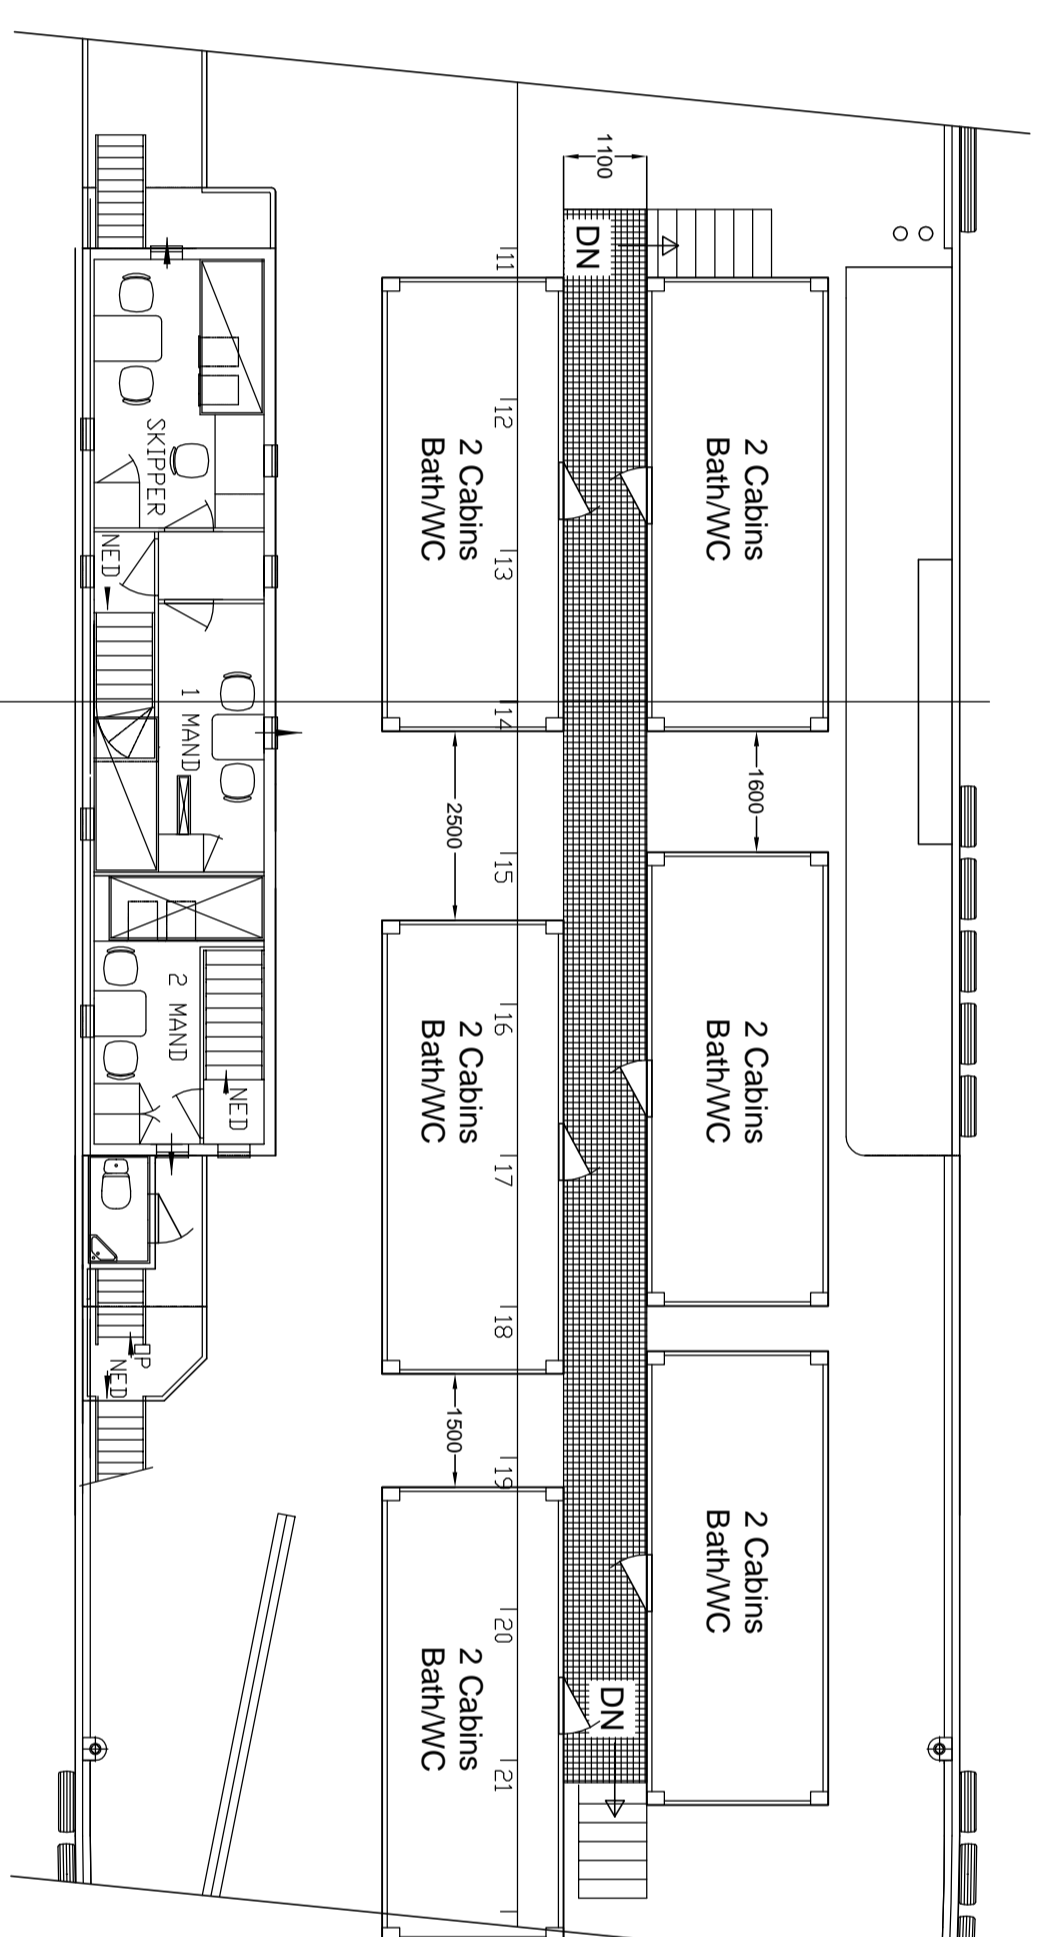 1100
DN
11
12
13
14
15
16
17
18
19
20
21
2 Cabins
Bath/WC
2 Cabins
Bath/WC
1600
2 Cabins
Bath/WC
2 Cabins
Bath/WC
2500
2 Cabins
Bath/WC
1500
2 Cabins
Bath/WC
DN
SKIPPER
NED
1 MAND
2 MAND
NED
OP
NED